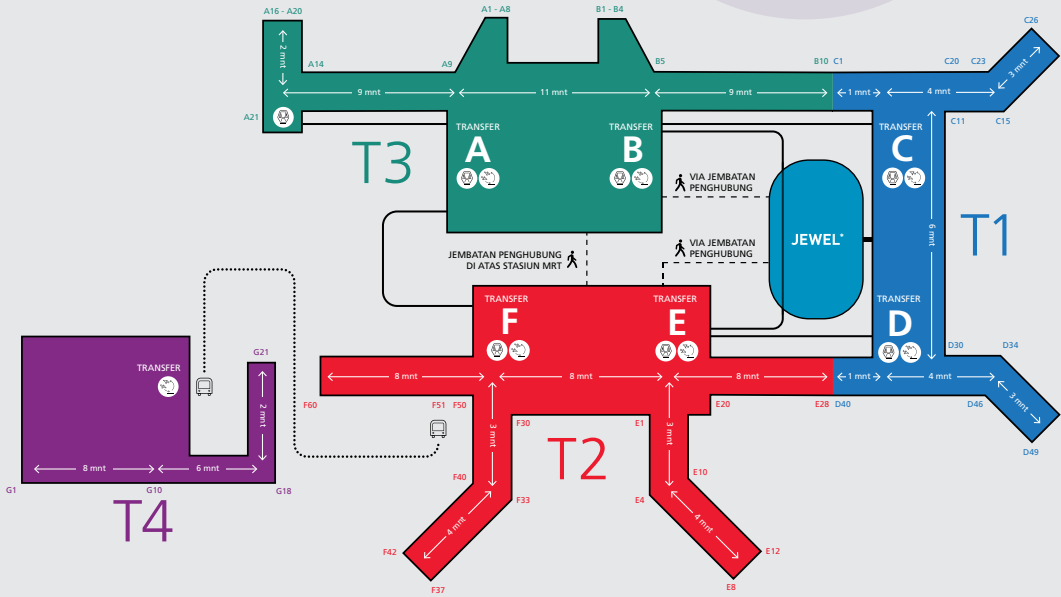 A16 - A20
A1 - A8
B1 - B4
C26
2 mnt
A14
A9
B5
B10
C1
C20
C23
3 mnt
9 mnt
11 mnt
9 mnt
1 mnt
4 mnt
A21
C11
C15
TRANSFER
A
TRANSFER
B
TRANSFER
C
T3
VIA JEMBATAN
PENGHUBUNG
6 mnt
T1
JEWEL®
VIA JEMBATAN
PENGHUBUNG
JEMBATAN PENGHUBUNG
DI ATAS STASIUN MRT
TRANSFER
F
TRANSFER
E
TRANSFER
D
G21
TRANSFER
D30
D34
8 mnt
8 mnt
8 mnt
1 mnt
4 mnt
F60
F51
F50
F30
E1
E20
E28
D40
D46
3 mnt
2 mnt
3 mnt
T2
3 mnt
D49
8 mnt
6 mnt
F40
E10
G1
G10
G18
F33
E4
T4
4 mnt
4 mnt
F42
E12
F37
E8